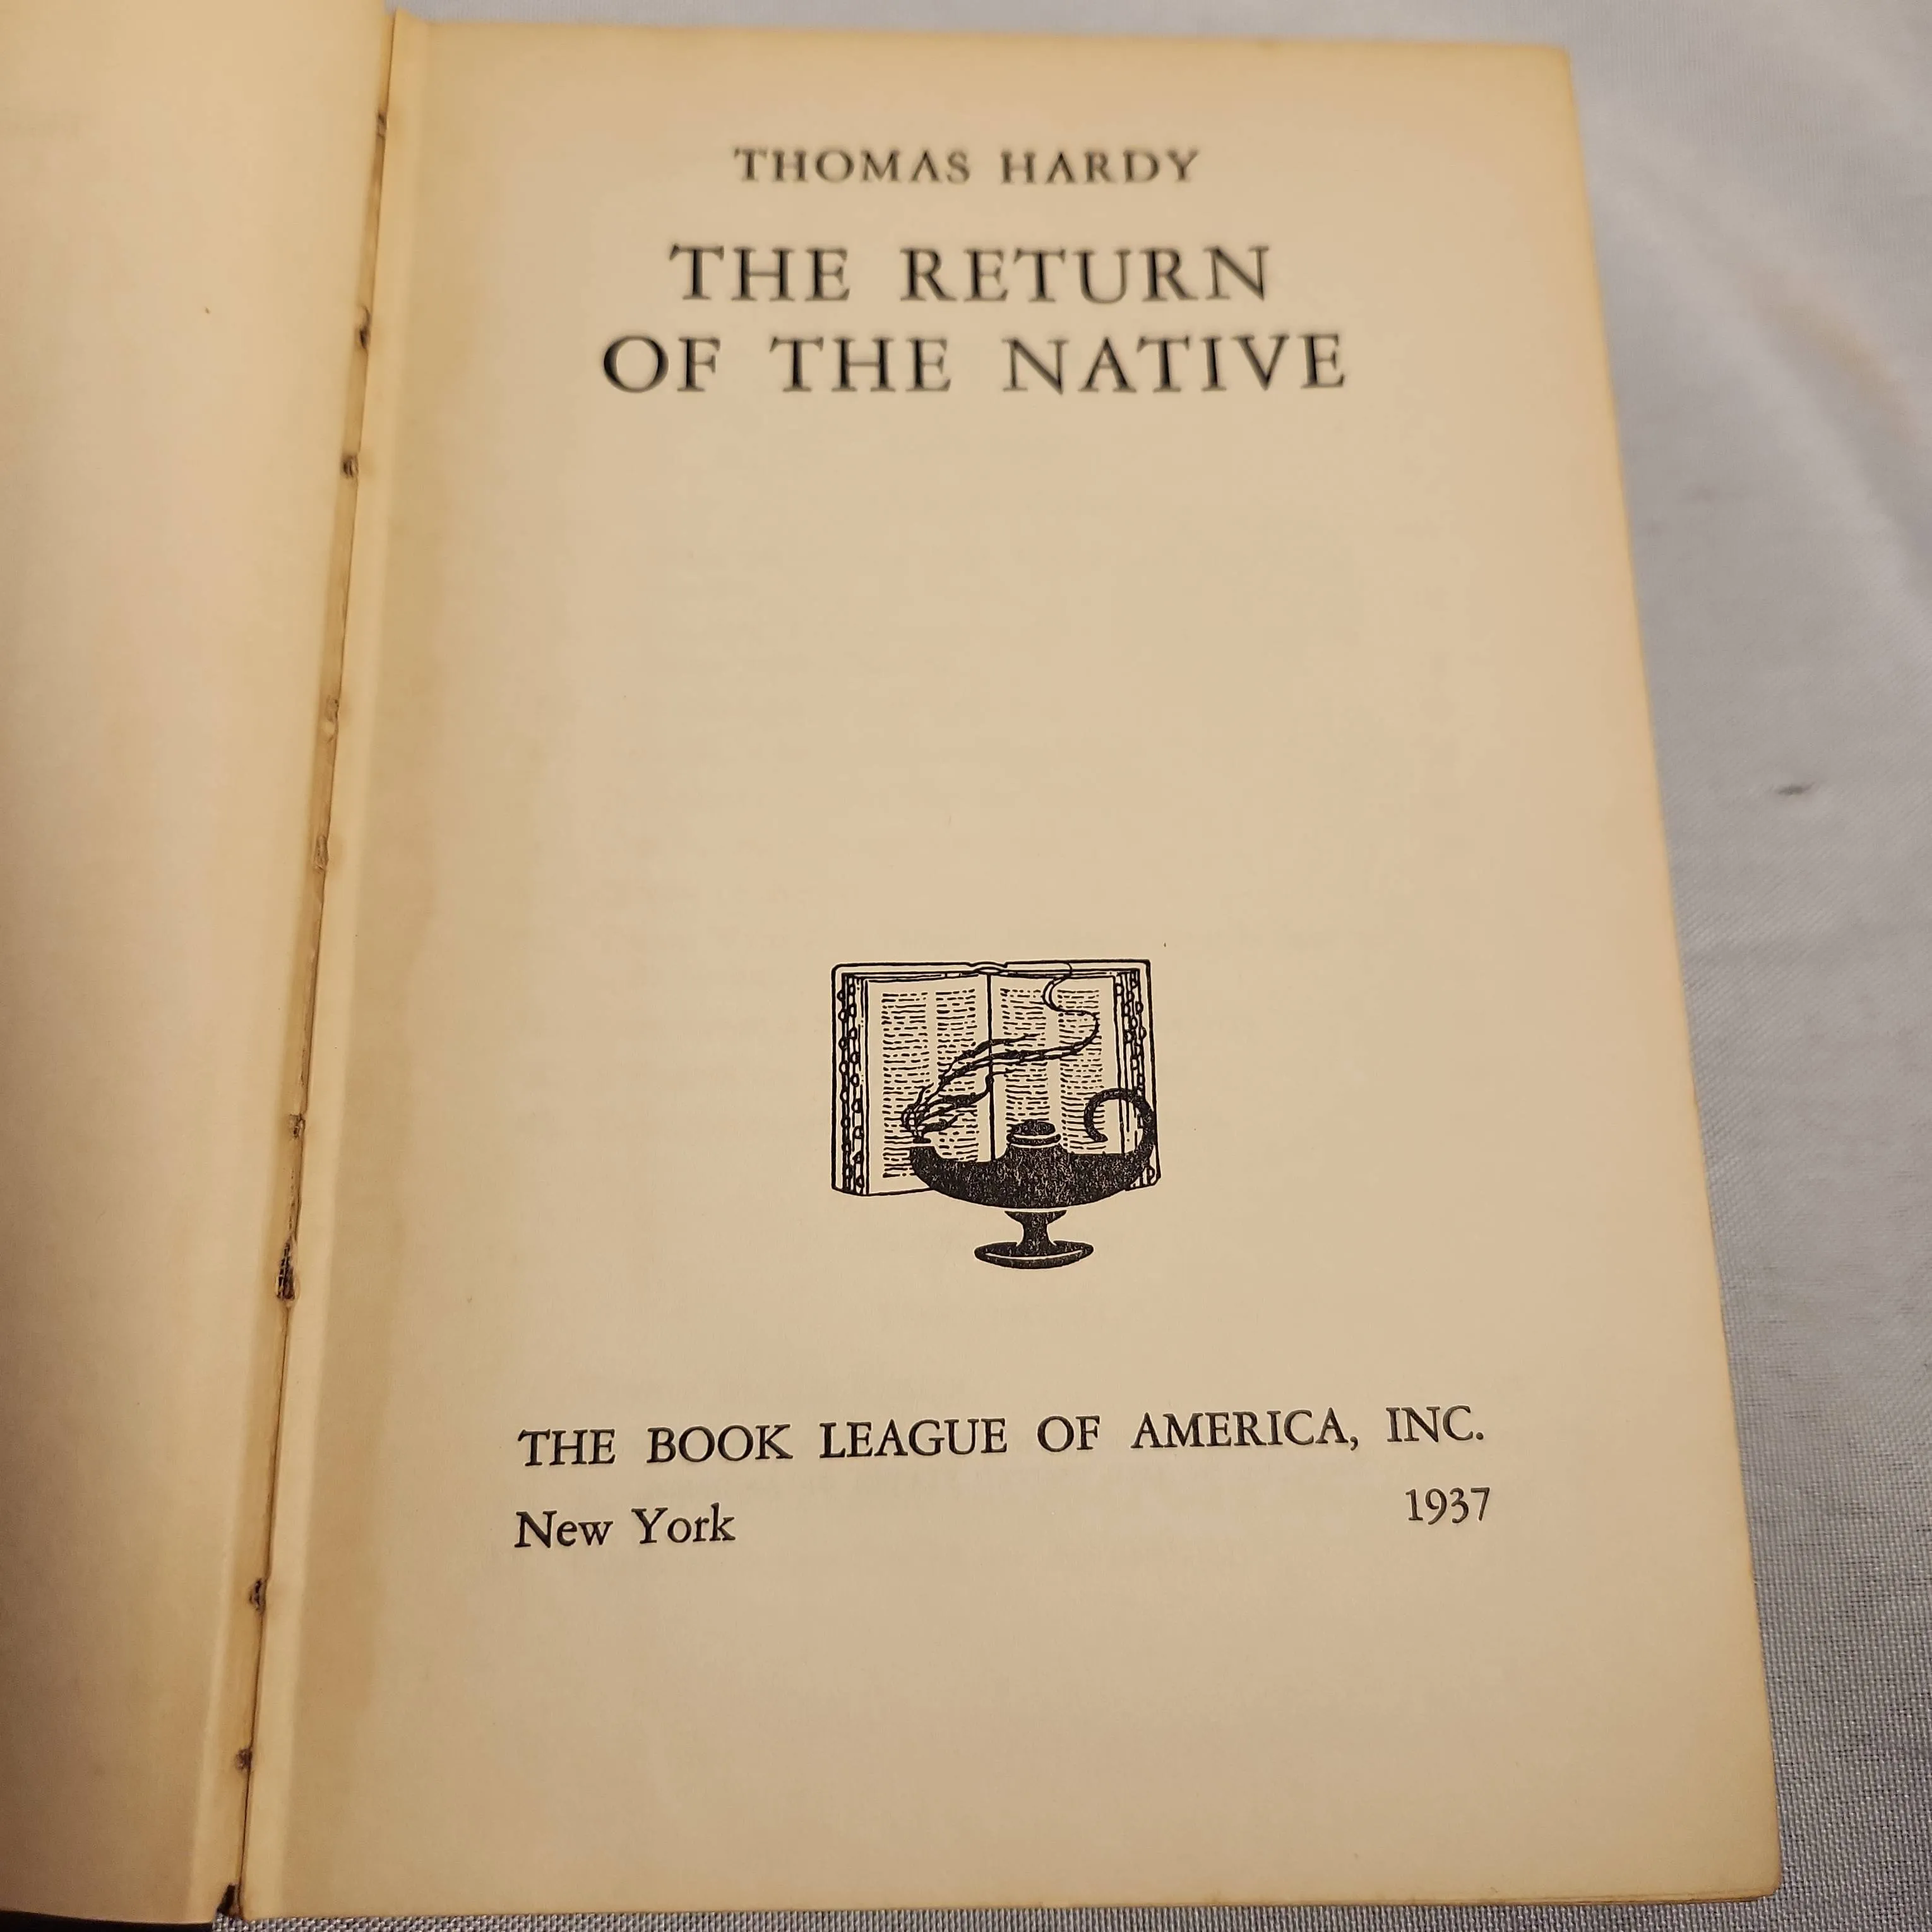 THOMAS HARDY
THE RETURN
OF THE NATIVE
THE BOOK LEAGUE OF AMERICA, INC.
New York 1937